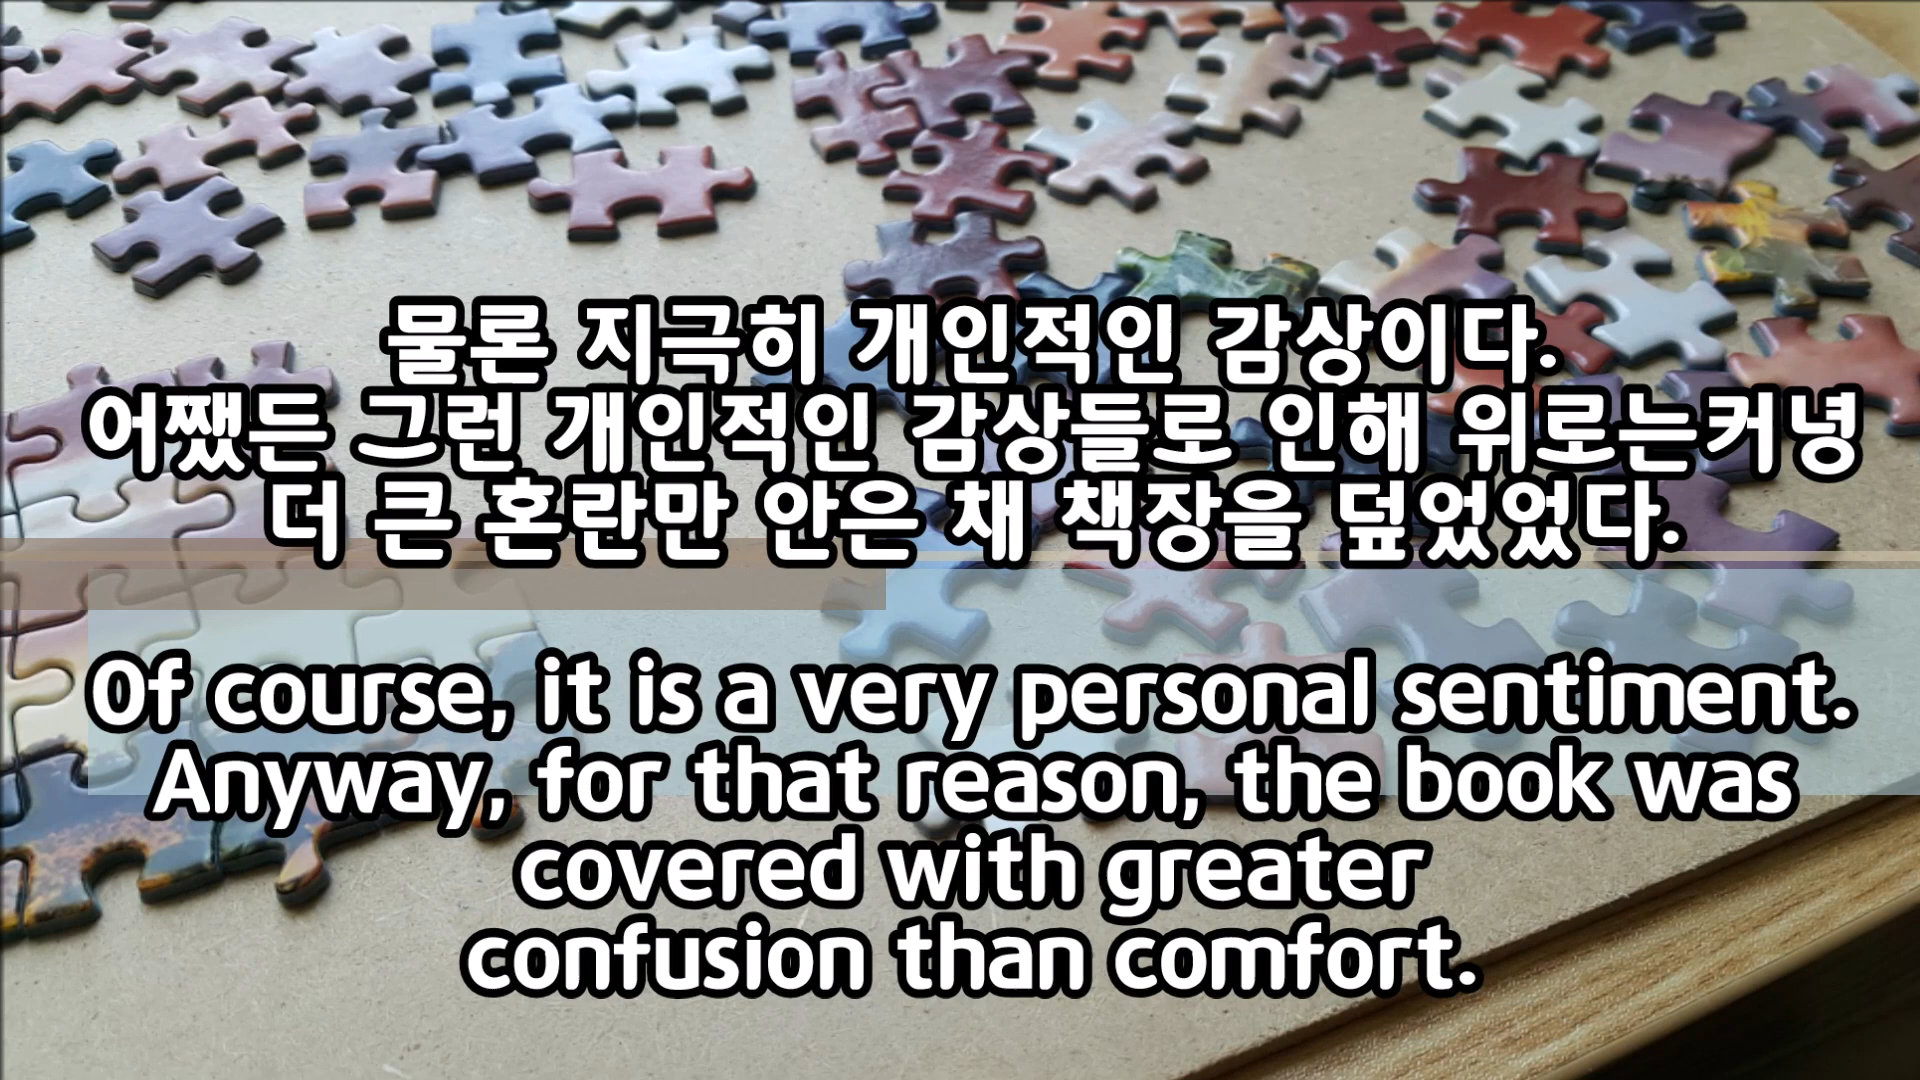 물론 지극히 개인적인 감상이다.
어쨌든 그런 개인적인 감상들로 인해 위로는커녕
더 큰 혼란만 안은 채 책장을 덮었었다.
Of course, it is a very personal sentiment.
Anyway, for that reason, the book was
covered with greater
confusion than comfort.